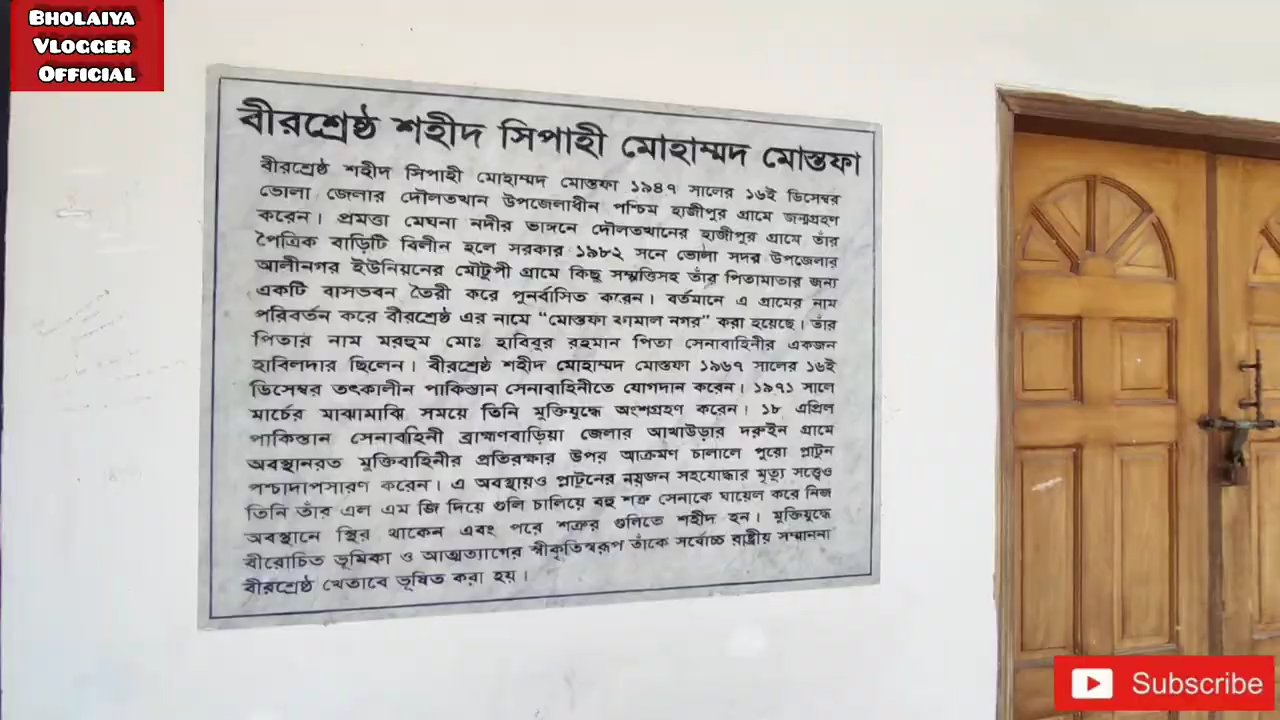 BHOLAIYA
VLOGGER
OFFICIAL
বীরশ্রেষ্ঠ শহীদ সিপাহী মোহাম্মদ মোস্তফা
বীরশ্রেষ্ঠ শহীদ সিপাহী মোহাম্মদ মোস্তফা ১৯৪৭ সালের ১৬ই ডিসেম্বর
ভোলা জেলার দৌলতখান উপজেলাধীন পশ্চিম হাজীপুর গ্রামে জন্মগ্রহণ
করেন। প্রমত্তা মেঘনা নদীর ভাঙ্গনে দৌলতখানের হাজীপুর গ্রামে তাঁর
পৈত্রিক বাড়িটি বিলীন হলে সরকার ১৯৮২ সনে ভোলা সদর উপজেলার
আলীনগর ইউনিয়নের মৌটুপী গ্রামে কিছু সম্পত্তিসহ তাঁর পিতামাতার জন্য
একটি বাসভবন তৈরী করে পুনর্বাসিত করেন। বর্তমানে এ গ্রামের নাম
পরিবর্তন করে বীরশ্রেষ্ঠ এর নামে “মোস্তফা কামাল নগর” করা হয়েছে। তাঁর
পিতার নাম মরহুম মোঃ হাবিবুর রহমান পিতা সেনাবাহিনীর একজন
হাবিলদার ছিলেন। বীরশ্রেষ্ঠ শহীদ মোহাম্মদ মোস্তফা ১৯৬৭ সালের ১৬ই
ডিসেম্বর তৎকালীন পাকিস্তান সেনাবাহিনীতে যোগদান করেন। ১৯৭১ সালে
মার্চের মাঝামাঝি সময়ে তিনি মুক্তিযুদ্ধে অংশগ্রহণ করেন। ১৮ এপ্রিল
পাকিস্তান সেনাবহিনী ব্রাহ্মণবাড়িয়া জেলার আখাউড়ার দরুইন গ্রামে
অবস্থানরত মুক্তিবাহিনীর প্রতিরক্ষার উপর আক্রমণ চালালে পুরো প্লাটুন
পশ্চাদাপসারণ করেন। এ অবস্থায়ও প্লাটুনের নয়জন সহযোদ্ধার মৃত্যু সত্ত্বেও
তিনি তাঁর এল এম জি দিয়ে গুলি চালিয়ে বহু শত্রু সেনাকে ঘায়েল করে নিজ
অবস্থানে স্থির থাকেন এবং পরে শত্রুর গুলিতে শহীদ হন। মুক্তিযুদ্ধে
বীরোচিত ভূমিকা ও আত্মত্যাগের স্বীকৃতিস্বরূপ তাঁকে সর্বোচ্চ রাষ্ট্রীয় সম্মাননা
বীরশ্রেষ্ঠ খেতাবে ভূষিত করা হয়।
Subscribe